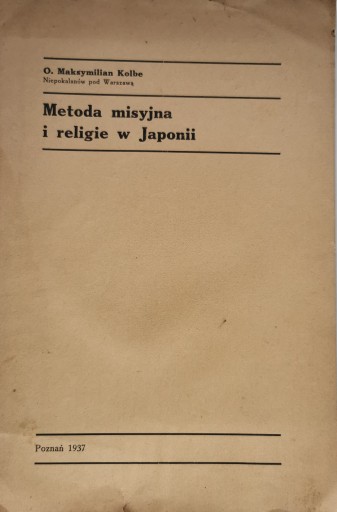 O. Maksymilian Kolbe
Niepokalanów pod Warszawą
Metoda misyjna
i religie w Japonii
Poznań 1937